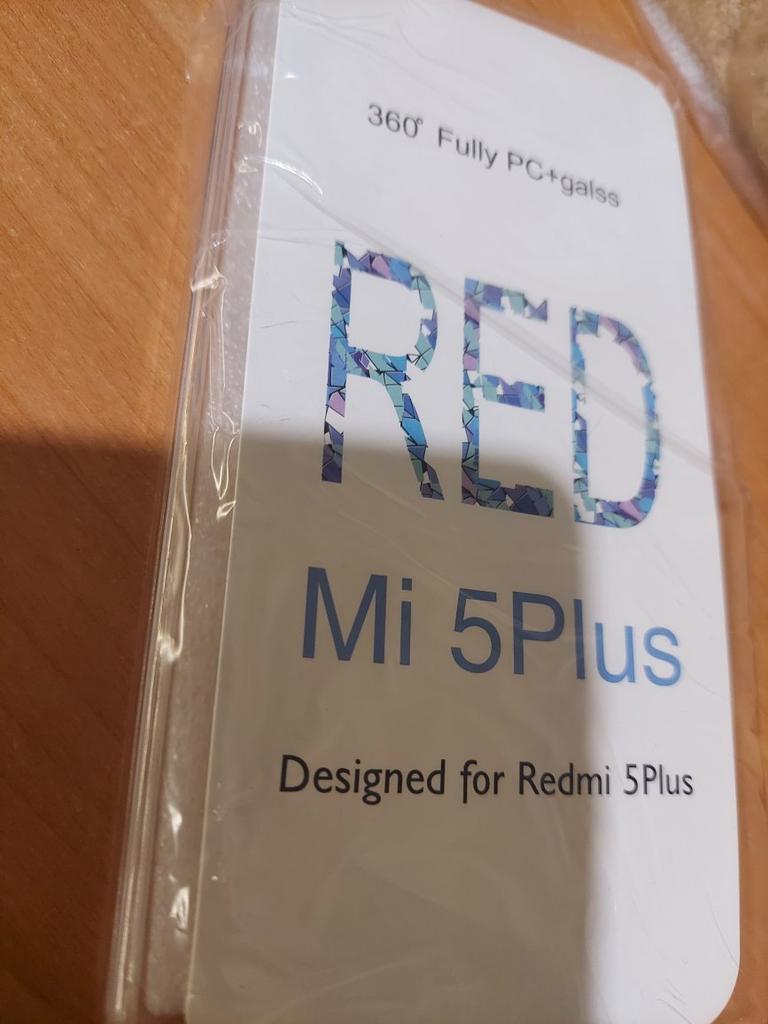 360° Fully PC+galss
RED
Mi 5Plus
Designed for Redmi 5Plus